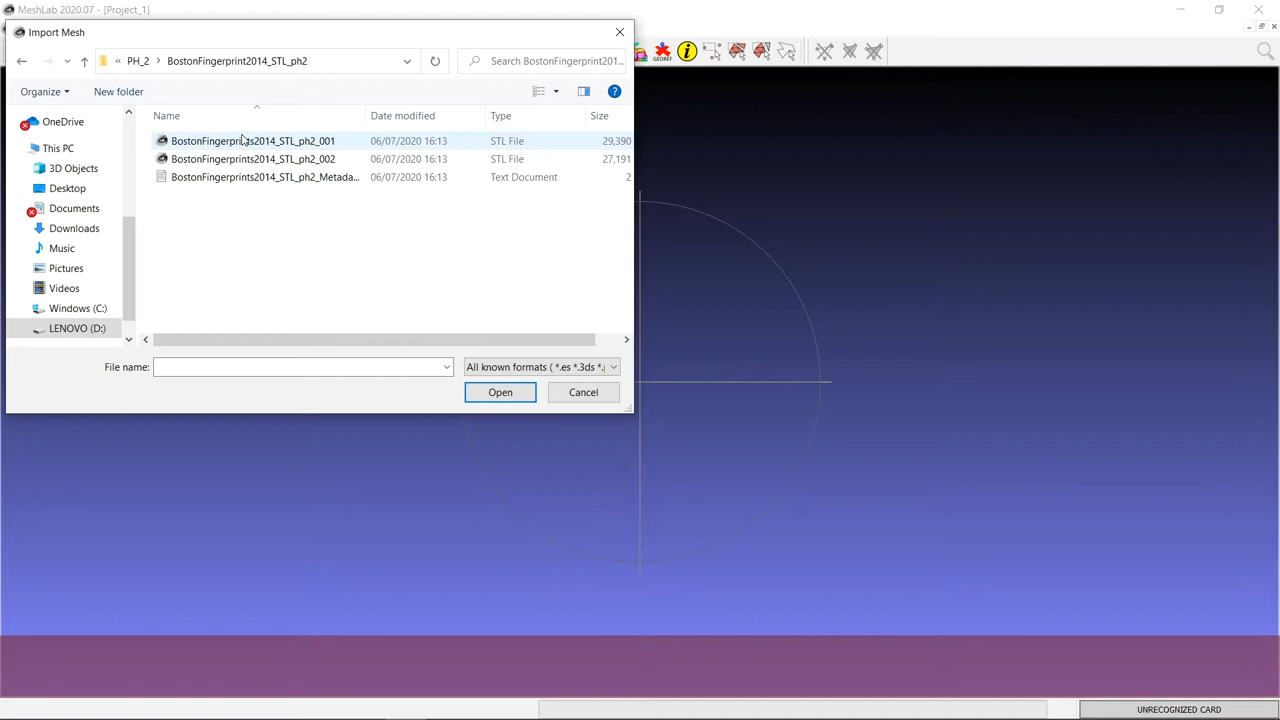 MeshLab 2020.07 - [Project_1]
Import Mesh
« PH_2 > BostonFingerprint2014_STL_ph2
Search BostonFingerprint201...
Organize
New folder
Name Date modified Type Size
OneDrive
This PC
3D Objects
Desktop
Documents
Downloads
Music
Pictures
Videos
Windows (C:)
LENOVO (D:)
BostonFingerprints2014_STL_ph2_001 06/07/2020 16:13 STL File 29,390
BostonFingerprints2014_STL_ph2_002 06/07/2020 16:13 STL File 27,191
BostonFingerprints2014_STL_ph2_Metada... 06/07/2020 16:13 Text Document 2
File name:
All known formats ( *.es *.3ds *.
Open
Cancel
GEOREF
UNRECOGNIZED CARD